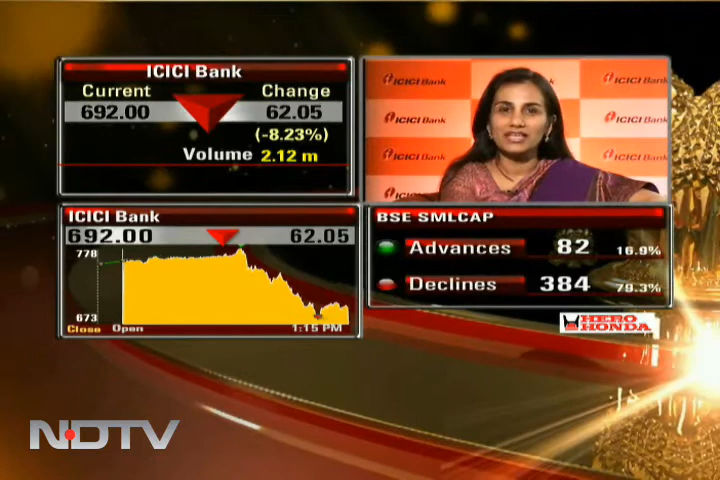 ICICI Bank
Current Change
692.00 62.05
(-8.23%)
Volume 2.12 m
ICICI Bank ICICI Bank
ICICI Bank ICICI Bank
ICICI Bank ICICI Bank
ICICI
ICICI Bank
692.00 62.05
778
673
Close Open 1:15 PM
BSE SMLCAP
Advances 82 16.9%
Declines 384 79.3%
HERO
HONDA
NDTV